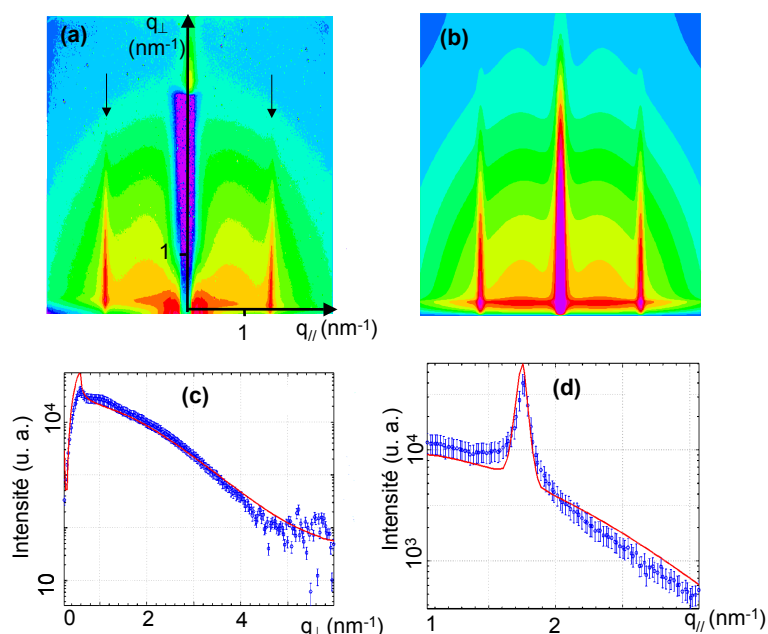 (a)
q⊥
(nm-1)
1
1
q// (nm-1)
(b)
(c)
Intensité (u. a.)
10⁴
10
0
2
4
q⊥ (nm-1)
(d)
Intensité (u. a.)
10⁴
10³
1
2
q// (nm-1)